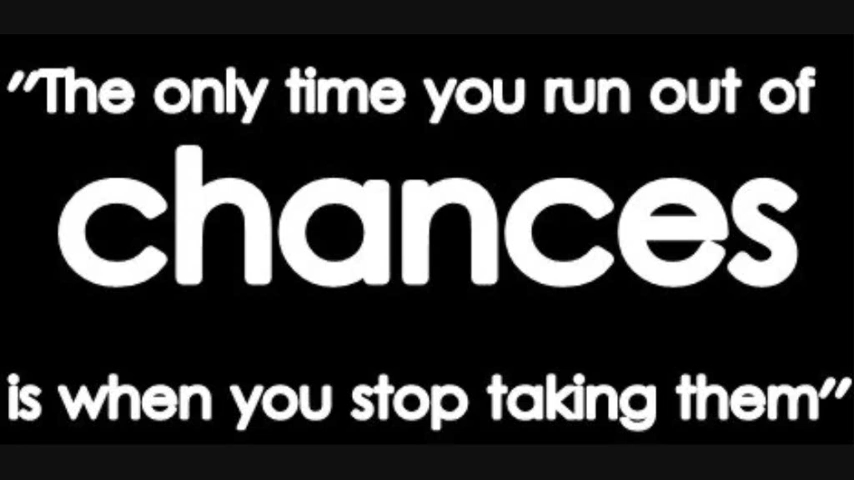 "The only time you run out of
chances
is when you stop taking them"